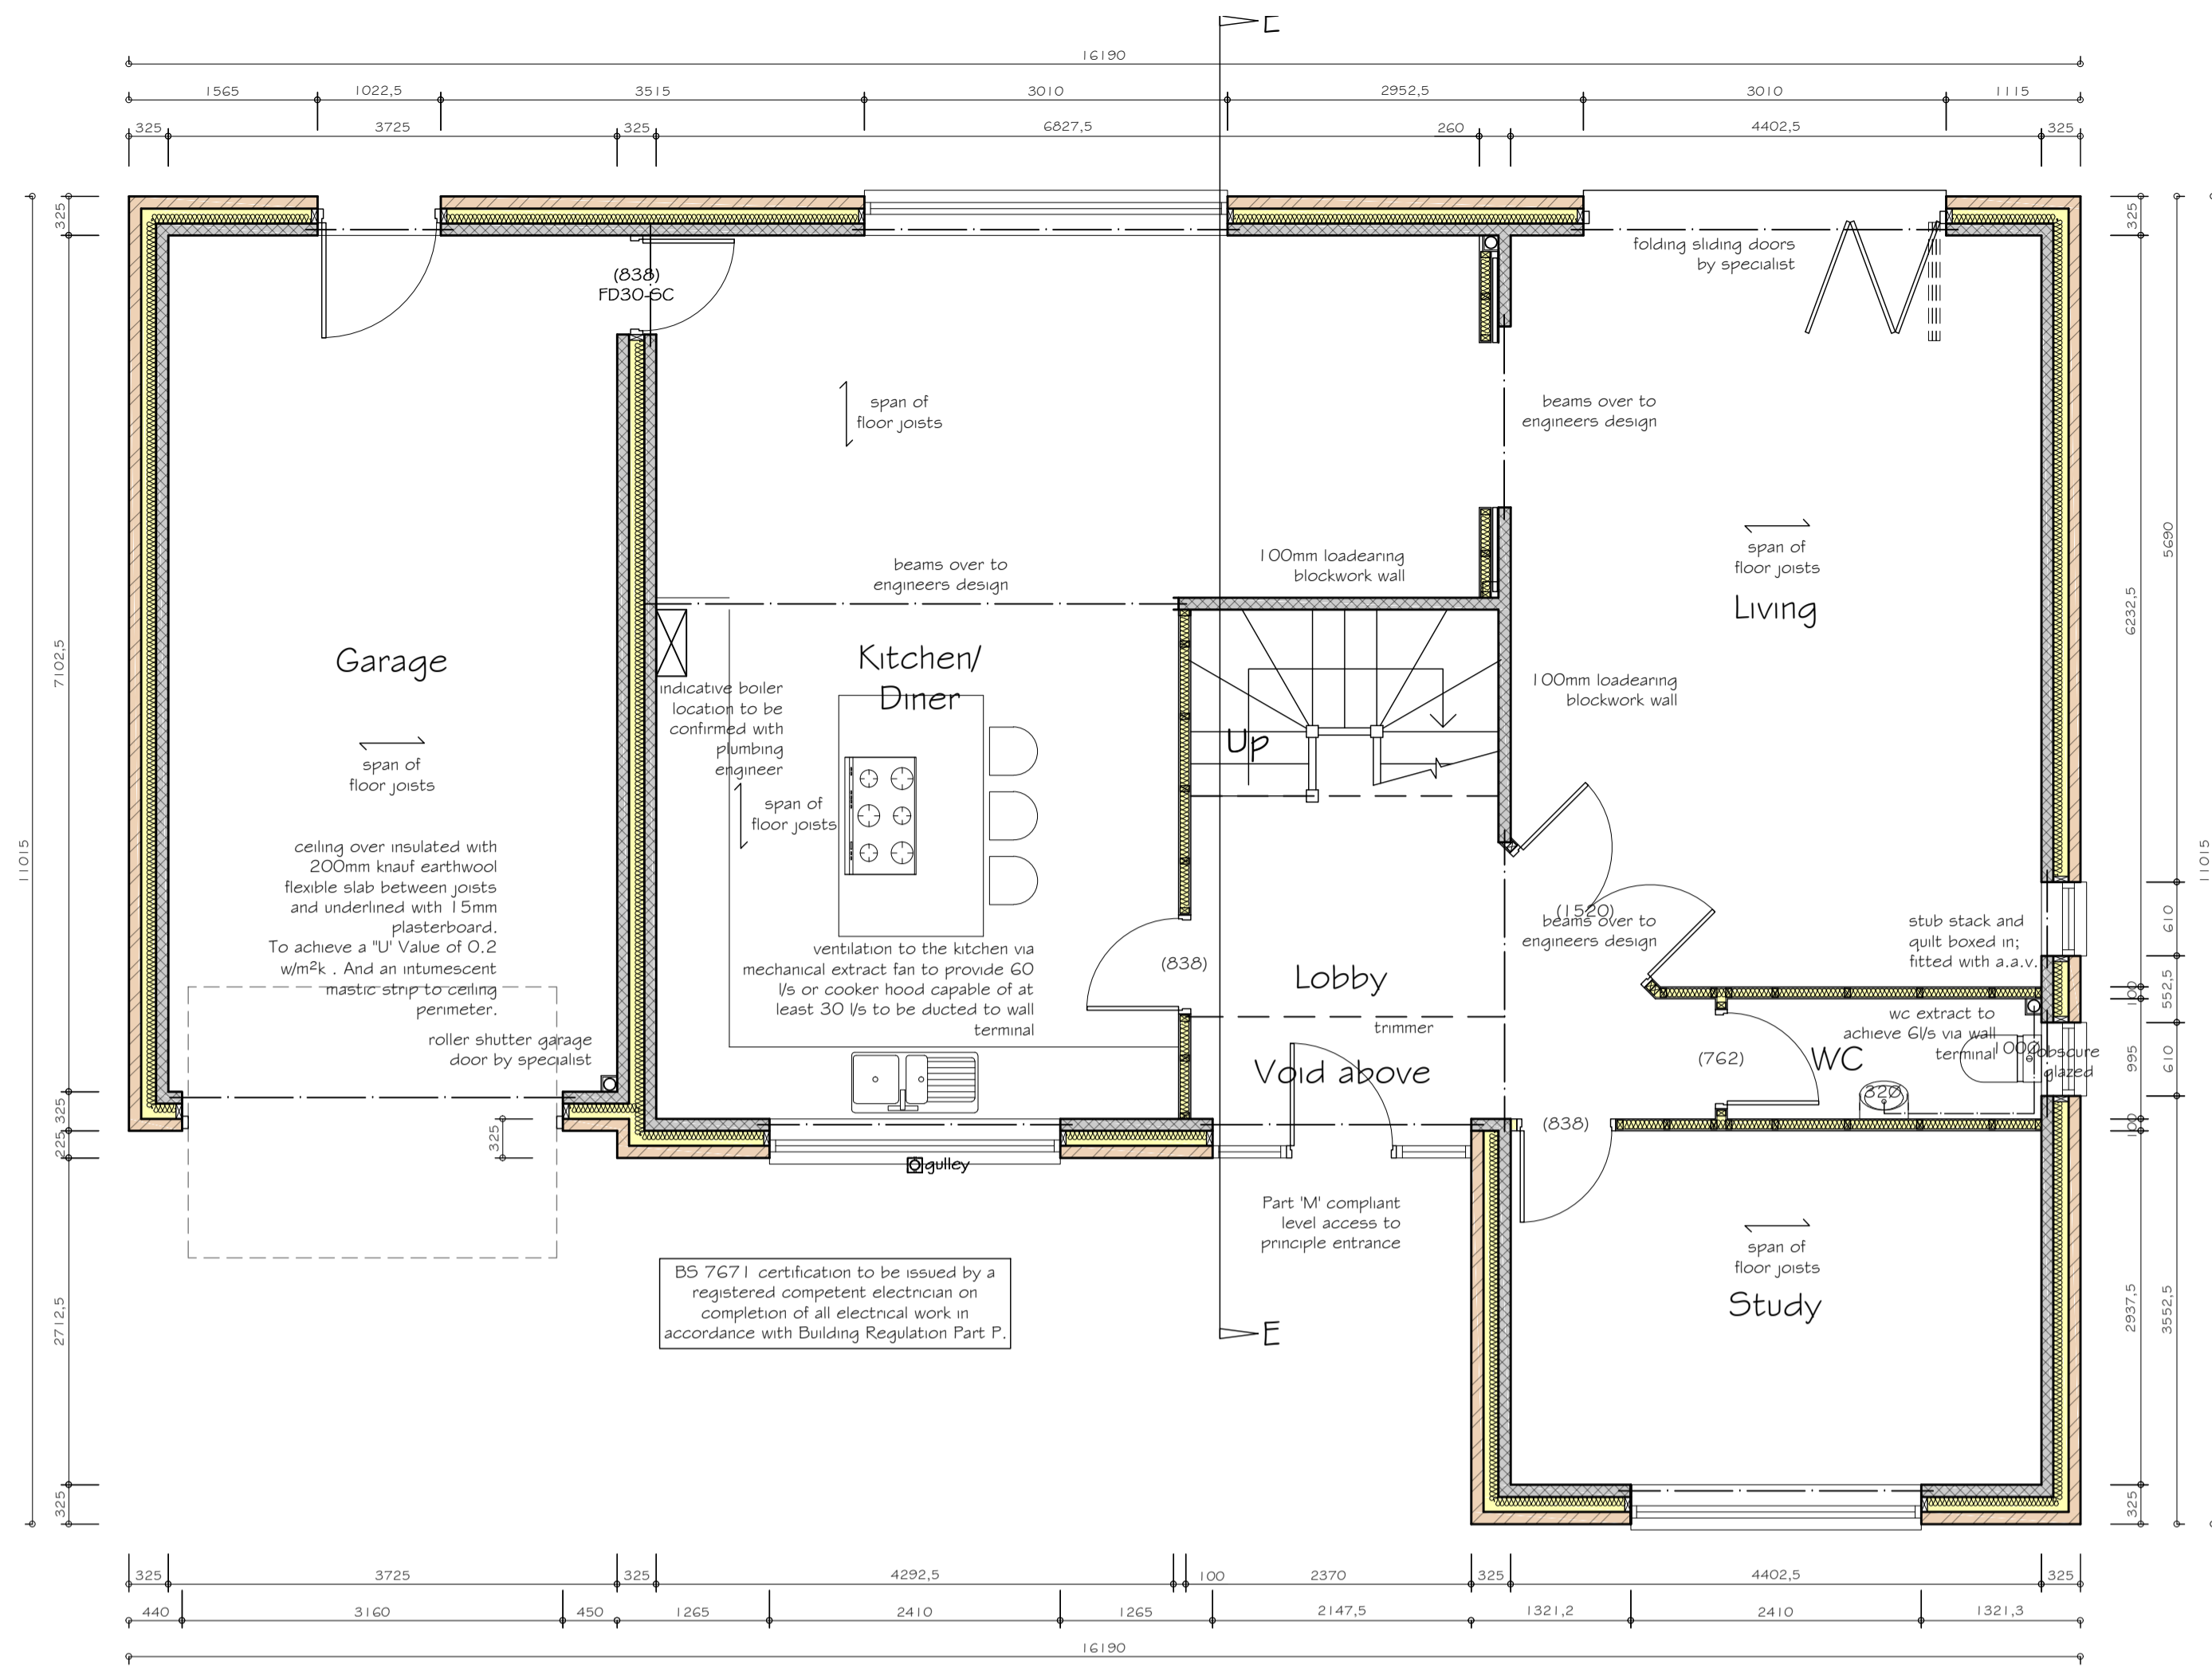 E
16190
1565 1022,5 3515 3010 2952,5 3010 1115
325 3725 325 6827,5 260 4402,5 325
folding sliding doors
by specialist
(838)
FD30-SC
span of
floor joists
beams over to
engineers design
beams over to
engineers design
100mm loadearing
blockwork wall
span of
floor joists
Living
Garage
Kitchen/
Diner
indicative boiler
location to be
confirmed with
plumbing
engineer
100mm loadearing
blockwork wall
Up
span of
floor joists
span of
floor joists
ceiling over insulated with
200mm knauf earthwool
flexible slab between joists
and underlined with 15mm
plasterboard.
To achieve a "U' Value of 0.2
w/m²k . And an intumescent
mastic strip to ceiling
perimeter.
roller shutter garage
door by specialist
ventilation to the kitchen via
mechanical extract fan to provide 60
l/s or cooker hood capable of at
least 30 l/s to be ducted to wall
terminal
(838)
Lobby
trimmer
Void above
(1520)
beams over to
engineers design
stub stack and
quilt boxed in;
fitted with a.a.v.
wc extract to
achieve 6l/s via wall
terminal
100Ø
obscure
glazed
(762)
WC
320
(838)
gulley
Part 'M' compliant
level access to
principle entrance
BS 7671 certification to be issued by a
registered competent electrician on
completion of all electrical work in
accordance with Building Regulation Part P.
E
span of
floor joists
Study
11015
325
7102,5
325
225
2712,5
325
325
325
6232,5
100
995
100
2937,5
325
5690
610
552,5
610
3552,5
11015
325 3725 325 4292,5 100 2370 325 4402,5 325
440 3160 450 1265 2410 1265 2147,5 1321,2 2410 1321,3
16190